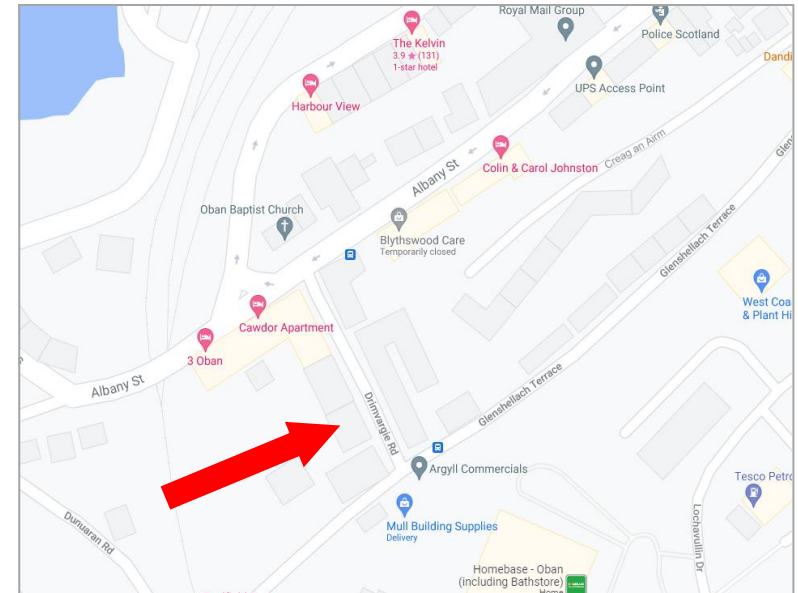 Royal Mail Group
The Kelvin
3.9 ★ (131)
1-star hotel
Police Scotland
Dandi
UPS Access Point
Harbour View
Albany St
Colin & Carol Johnston
Creag an Airm
Glen
Oban Baptist Church
Blythswood Care
Temporarily closed
Glenshellach Terrace
West Coa
& Plant Hi
Cawdor Apartment
3 Oban
Albany St
Drimvargie Rd
Glenshellach Terrace
Argyll Commercials
Tesco Petro
Mull Building Supplies
Delivery
Dunuaran Rd
Lochavullin Dr
Homebase - Oban
(including Bathstore)
Home